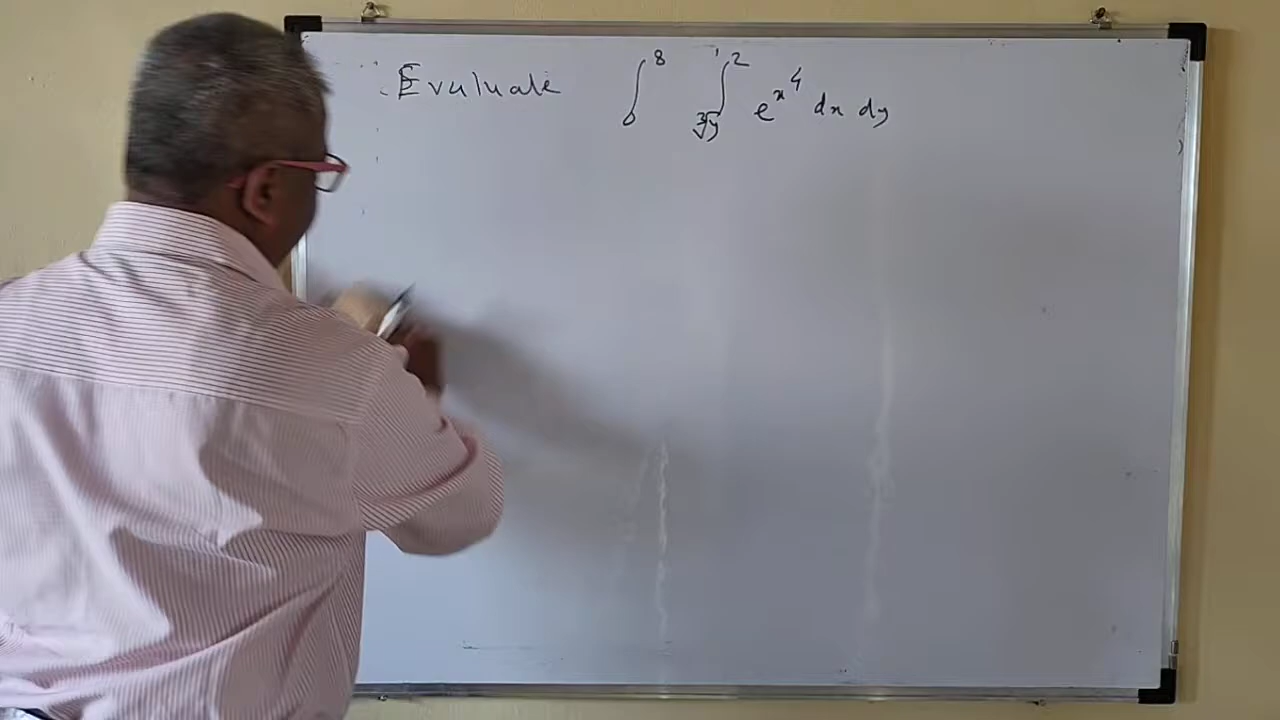 Evaluate ∫₀⁸ ∫_{∛y}² e^{x⁴} dx dy